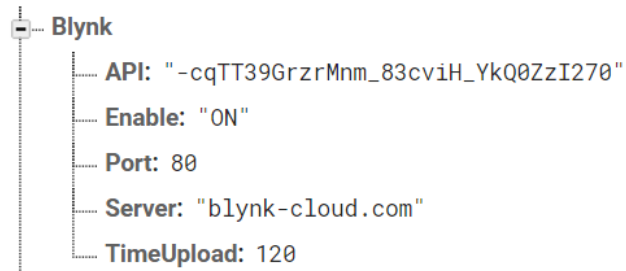 Blynk
API: "-cqTT39GrzrMnm_83cviH_YkQ0ZzI270"
Enable: "ON"
Port: 80
Server: "blynk-cloud.com"
TimeUpload: 120